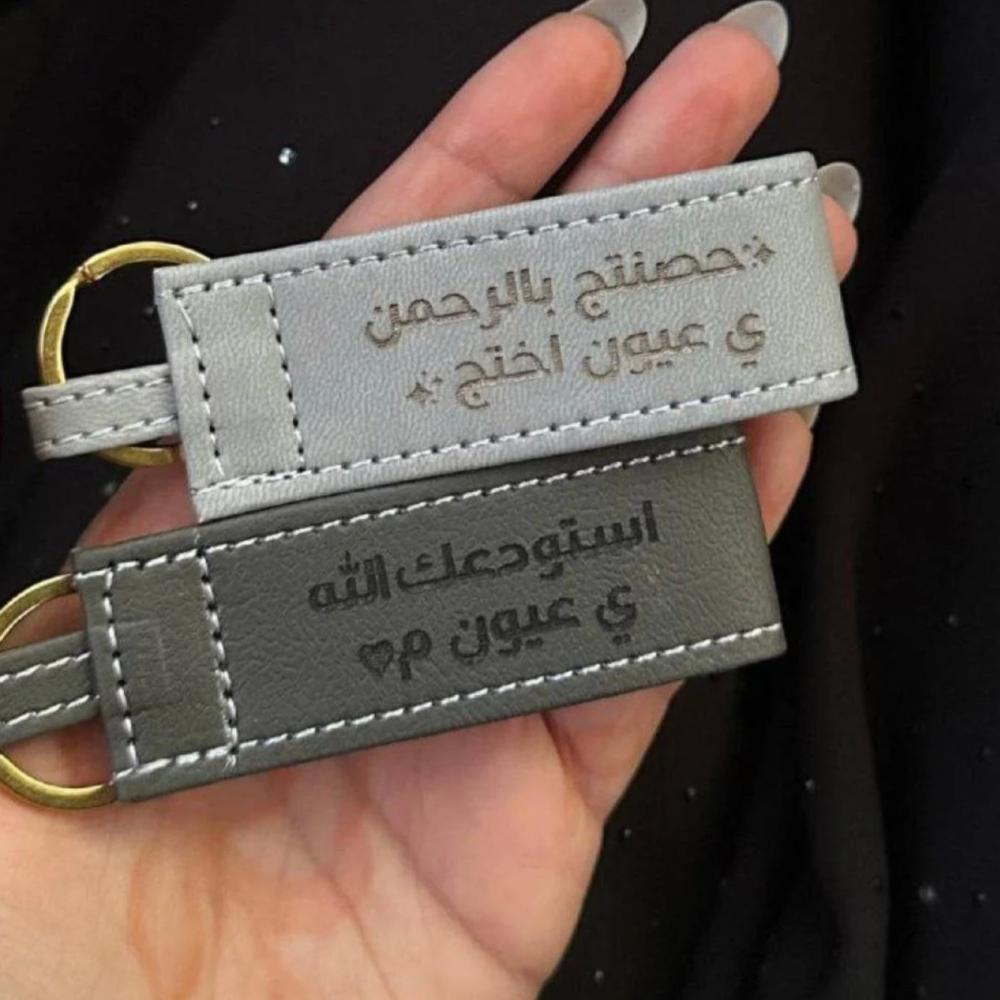 حصنتج بالرحمن
ي عيون اختج
استودعك الله
ي عيون م